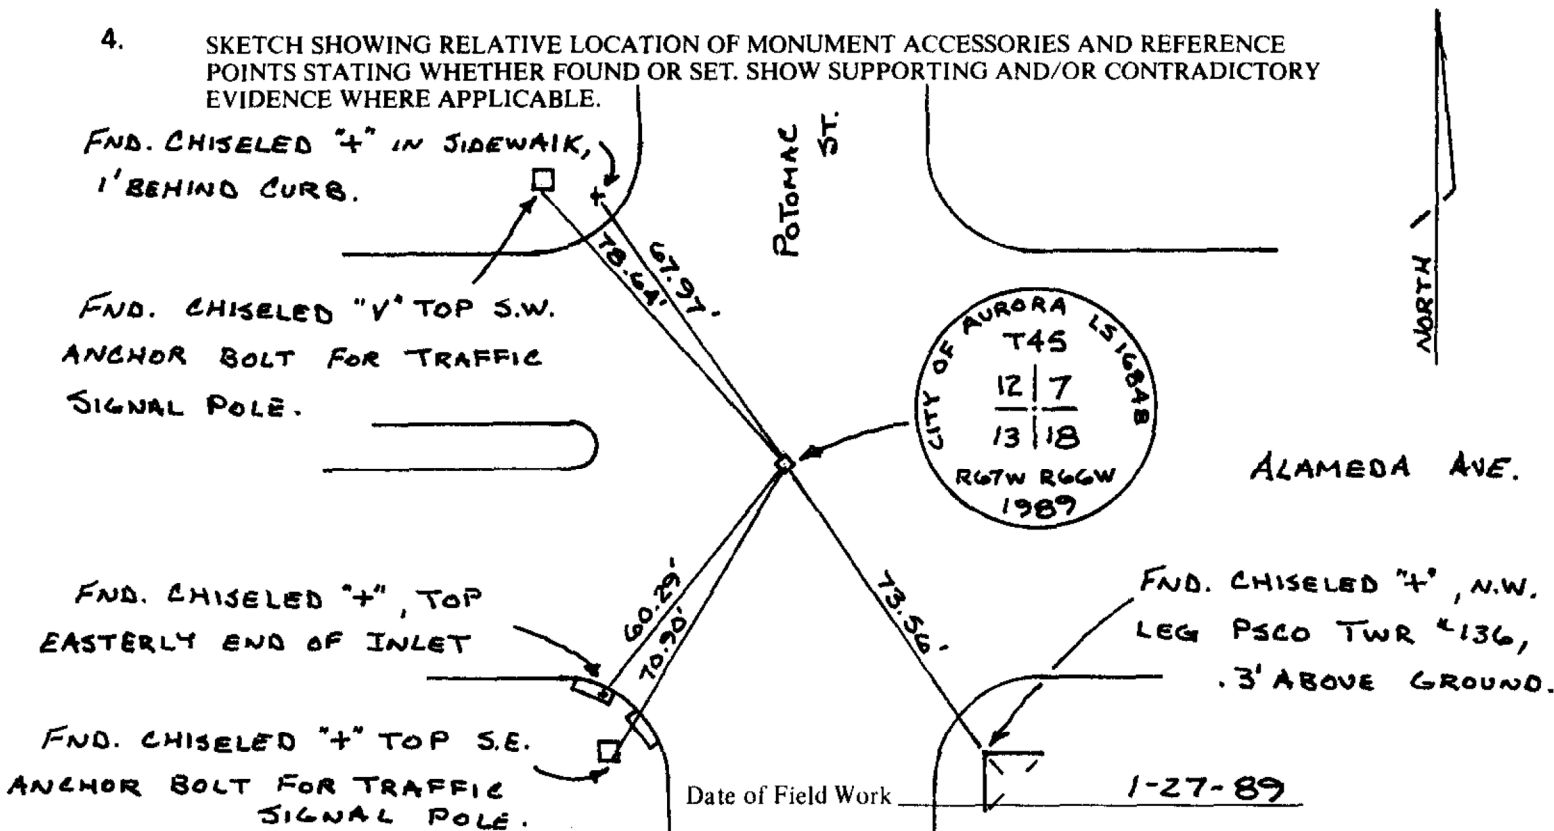 4. SKETCH SHOWING RELATIVE LOCATION OF MONUMENT ACCESSORIES AND REFERENCE
POINTS STATING WHETHER FOUND OR SET. SHOW SUPPORTING AND/OR CONTRADICTORY
EVIDENCE WHERE APPLICABLE.
FND. CHISELED "+" IN SIDEWALK,
1' BEHIND CURB.
POTOMAC
ST.
NORTH
67.97'
78.64'
FND. CHISELED "V" TOP S.W.
ANCHOR BOLT FOR TRAFFIC
SIGNAL POLE.
CITY OF AURORA LS16848
T4S
12 7
13 18
R67W R66W
1989
ALAMEDA AVE.
FND. CHISELED "+", TOP
EASTERLY END OF INLET
60.29'
70.90'
73.56'
FND. CHISELED "+", N.W.
LEG PSCO TWR #136,
.3' ABOVE GROUND.
FND. CHISELED "+" TOP S.E.
ANCHOR BOLT FOR TRAFFIC
SIGNAL POLE.
Date of Field Work 1-27-89